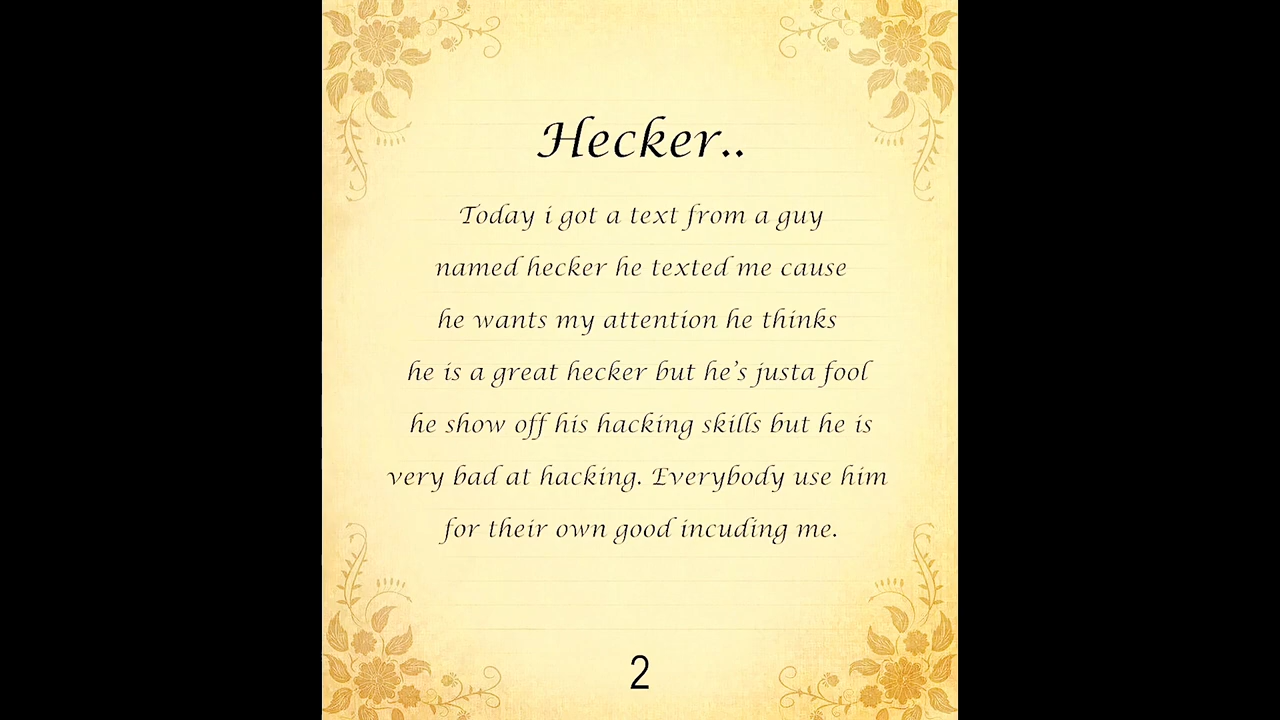 Hecker..
Today i got a text from a guy
named hecker he texted me cause
he wants my attention he thinks
he is a great hecker but he's justa fool
he show off his hacking skills but he is
very bad at hacking. Everybody use him
for their own good incuding me.
2